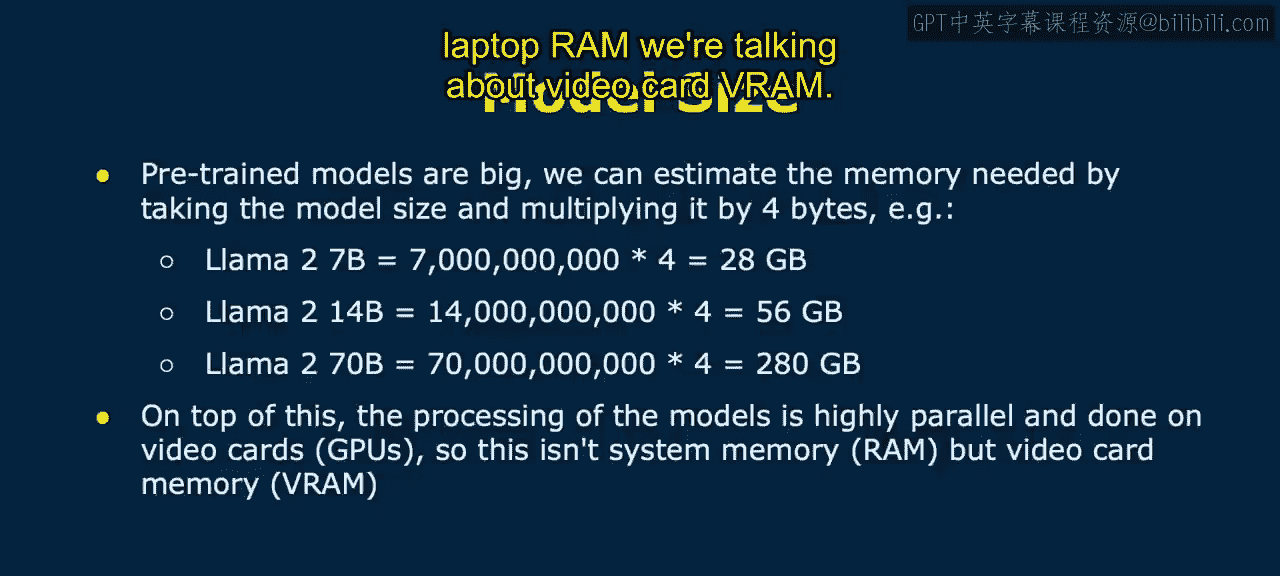 GPT中英字幕课程资源@bilibili.com
laptop RAM we're talking
about video card VRAM.
Model Size
● Pre-trained models are big, we can estimate the memory needed by
taking the model size and multiplying it by 4 bytes, e.g.:
○ Llama 2 7B = 7,000,000,000 * 4 = 28 GB
○ Llama 2 14B = 14,000,000,000 * 4 = 56 GB
○ Llama 2 70B = 70,000,000,000 * 4 = 280 GB
● On top of this, the processing of the models is highly parallel and done on
video cards (GPUs), so this isn't system memory (RAM) but video card
memory (VRAM)